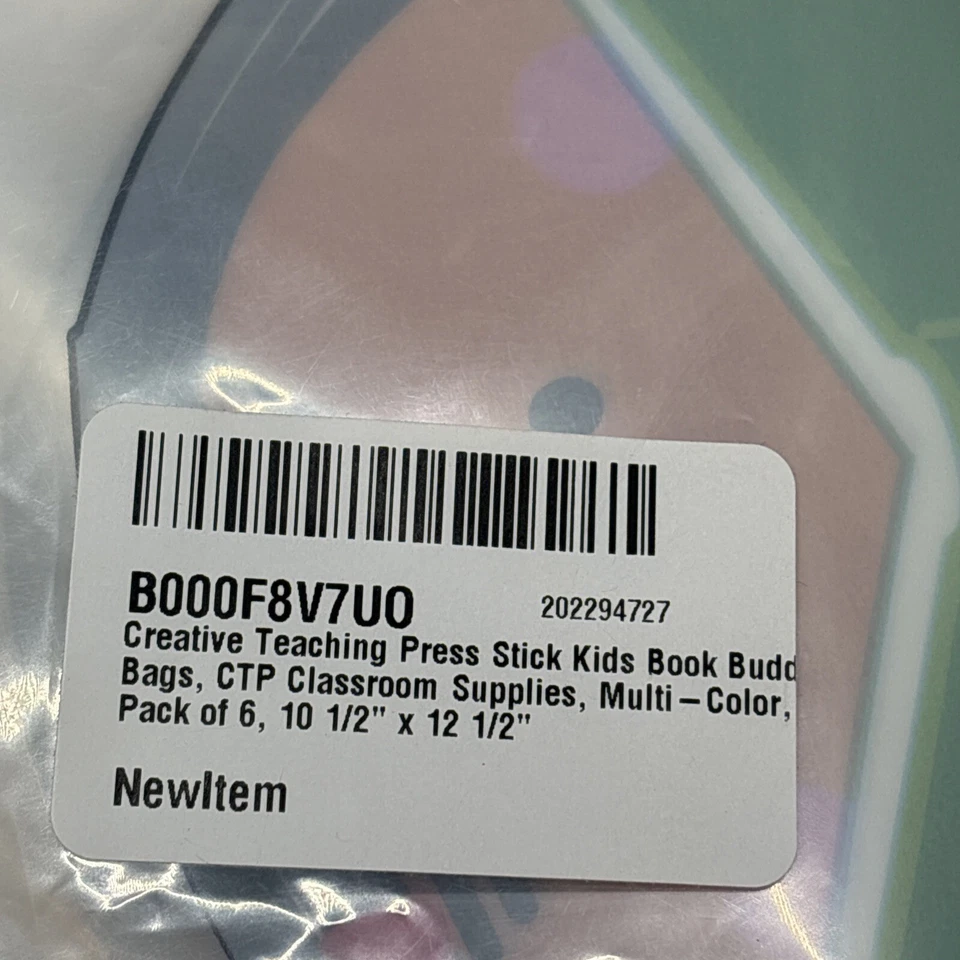 B000F8V7UO
202294727
Creative Teaching Press Stick Kids Book Budd
Bags, CTP Classroom Supplies, Multi–Color,
Pack of 6, 10 1/2" x 12 1/2"
NewItem